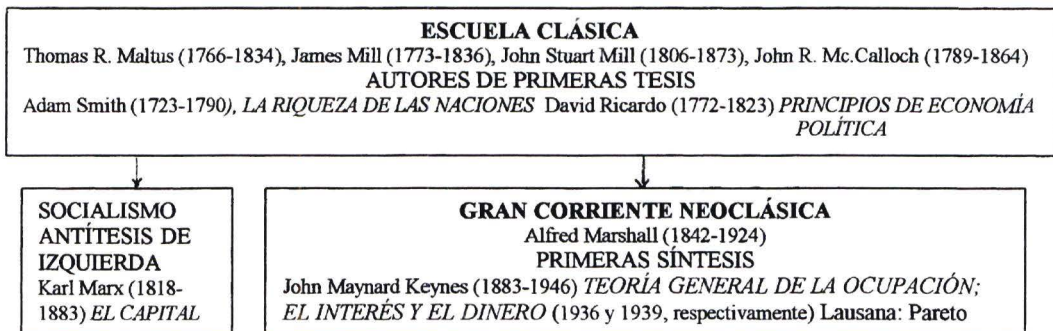 ESCUELA CLÁSICA
Thomas R. Maltus (1766-1834), James Mill (1773-1836), John Stuart Mill (1806-1873), John R. Mc.Calloch (1789-1864)
AUTORES DE PRIMERAS TESIS
Adam Smith (1723-1790), LA RIQUEZA DE LAS NACIONES David Ricardo (1772-1823) PRINCIPIOS DE ECONOMÍA
POLÍTICA
SOCIALISMO
ANTÍTESIS DE
IZQUIERDA
Karl Marx (1818-
1883) EL CAPITAL
GRAN CORRIENTE NEOCLÁSICA
Alfred Marshall (1842-1924)
PRIMERAS SÍNTESIS
John Maynard Keynes (1883-1946) TEORÍA GENERAL DE LA OCUPACIÓN;
EL INTERÉS Y EL DINERO (1936 y 1939, respectivamente) Lausana: Pareto